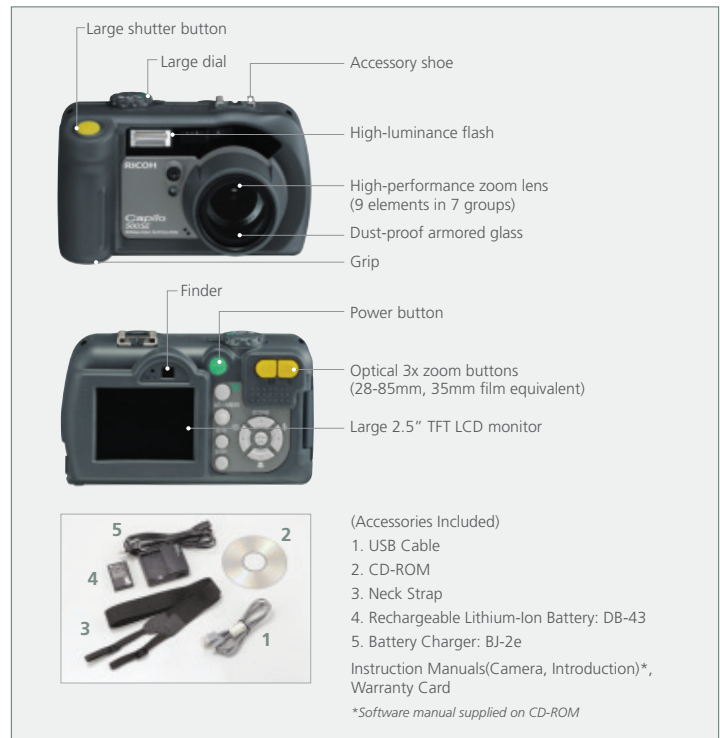 Large shutter button
Large dial
Accessory shoe
High-luminance flash
RICOH
High-performance zoom lens
(9 elements in 7 groups)
Caplio
500SE
Dust-proof armored glass
Grip
Finder
Power button
Optical 3x zoom buttons
(28-85mm, 35mm film equivalent)
Large 2.5" TFT LCD monitor
5
2
4
3
1
(Accessories Included)
1. USB Cable
2. CD-ROM
3. Neck Strap
4. Rechargeable Lithium-Ion Battery: DB-43
5. Battery Charger: BJ-2e
Instruction Manuals(Camera, Introduction)*,
Warranty Card
*Software manual supplied on CD-ROM